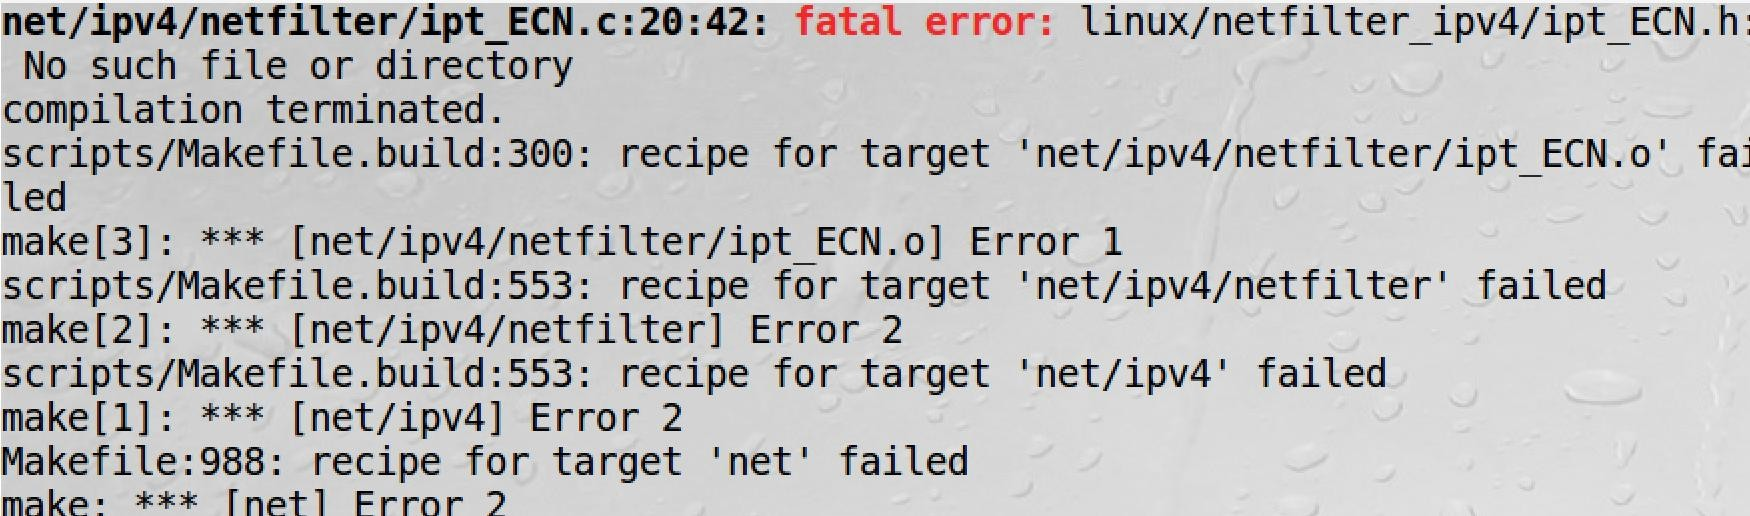 net/ipv4/netfilter/ipt_ECN.c:20:42: fatal error: linux/netfilter_ipv4/ipt_ECN.h:
 No such file or directory
compilation terminated.
scripts/Makefile.build:300: recipe for target 'net/ipv4/netfilter/ipt_ECN.o' fai
led
make[3]: *** [net/ipv4/netfilter/ipt_ECN.o] Error 1
scripts/Makefile.build:553: recipe for target 'net/ipv4/netfilter' failed
make[2]: *** [net/ipv4/netfilter] Error 2
scripts/Makefile.build:553: recipe for target 'net/ipv4' failed
make[1]: *** [net/ipv4] Error 2
Makefile:988: recipe for target 'net' failed
make: *** [net] Error 2